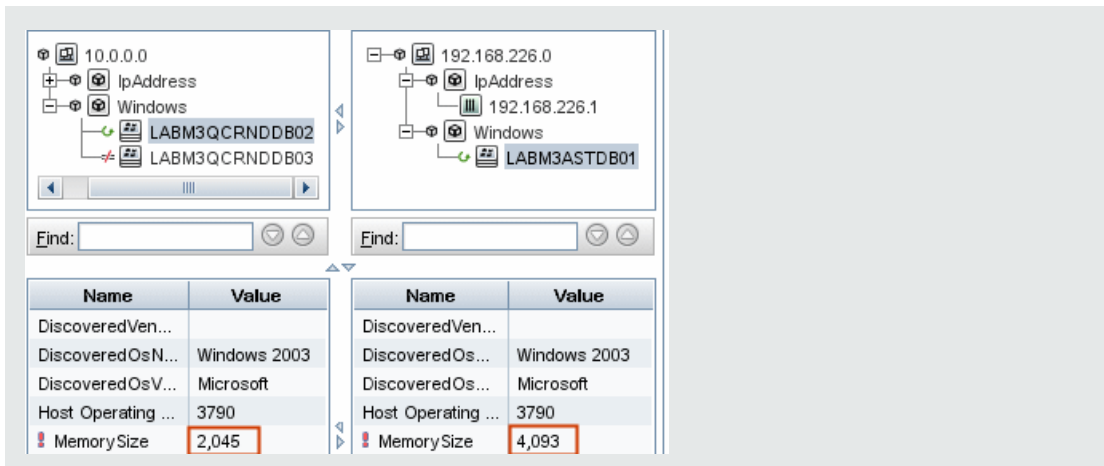 10.0.0.0
IpAddress
Windows
LABM3QCRNDDB02
LABM3QCRNDDB03
Find:
192.168.226.0
IpAddress
192.168.226.1
Windows
LABM3ASTDB01
Find:
Name Value
DiscoveredVen...
DiscoveredOsN... Windows 2003
DiscoveredOsV... Microsoft
Host Operating ... 3790
MemorySize 2,045
Name Value
DiscoveredVen...
DiscoveredOs... Windows 2003
DiscoveredOs... Microsoft
Host Operating ... 3790
MemorySize 4,093